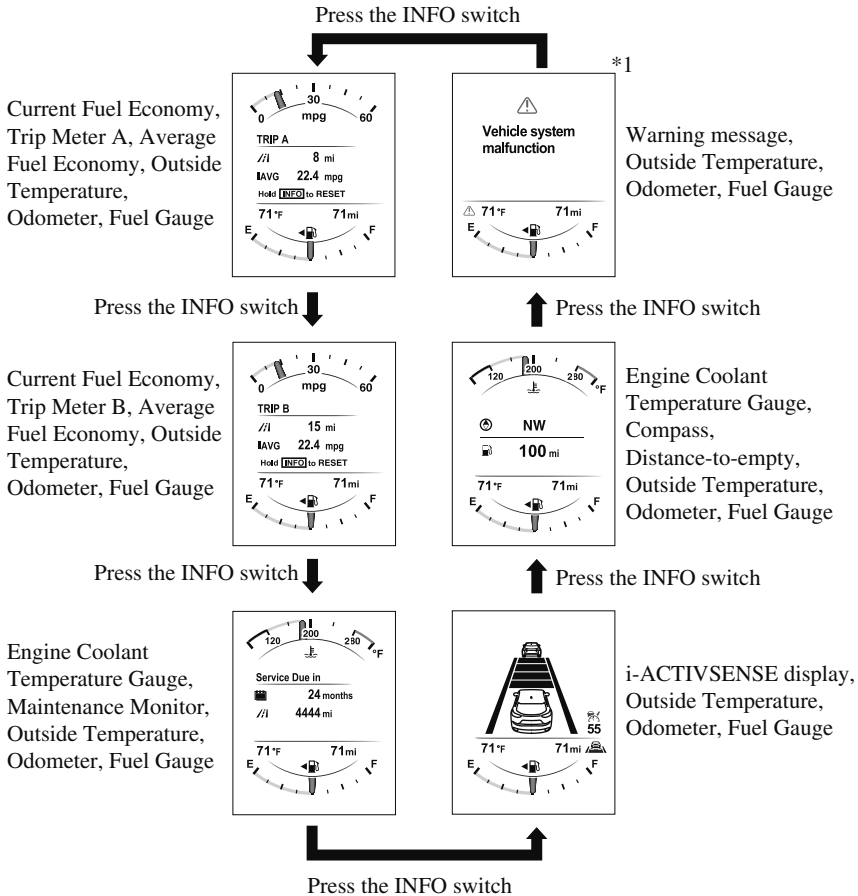 Press the INFO switch
*1
Current Fuel Economy,
Trip Meter A, Average
Fuel Economy, Outside
Temperature,
Odometer, Fuel Gauge
0 30 60
mpg
TRIP A
8 mi
AVG 22.4 mpg
Hold INFO to RESET
71°F 71mi
E F
Vehicle system
malfunction
71°F 71mi
E F
Warning message,
Outside Temperature,
Odometer, Fuel Gauge
Press the INFO switch
Press the INFO switch
Current Fuel Economy,
Trip Meter B, Average
Fuel Economy, Outside
Temperature,
Odometer, Fuel Gauge
0 30 60
mpg
TRIP B
15 mi
AVG 22.4 mpg
Hold INFO to RESET
71°F 71mi
E F
120 200 280 °F
NW
100 mi
71°F 71mi
E F
Engine Coolant
Temperature Gauge,
Compass,
Distance-to-empty,
Outside Temperature,
Odometer, Fuel Gauge
Press the INFO switch
Press the INFO switch
Engine Coolant
Temperature Gauge,
Maintenance Monitor,
Outside Temperature,
Odometer, Fuel Gauge
120 200 280 °F
Service Due in
24 months
4444 mi
71°F 71mi
E F
55
71°F 71mi
E F
i-ACTIVSENSE display,
Outside Temperature,
Odometer, Fuel Gauge
Press the INFO switch